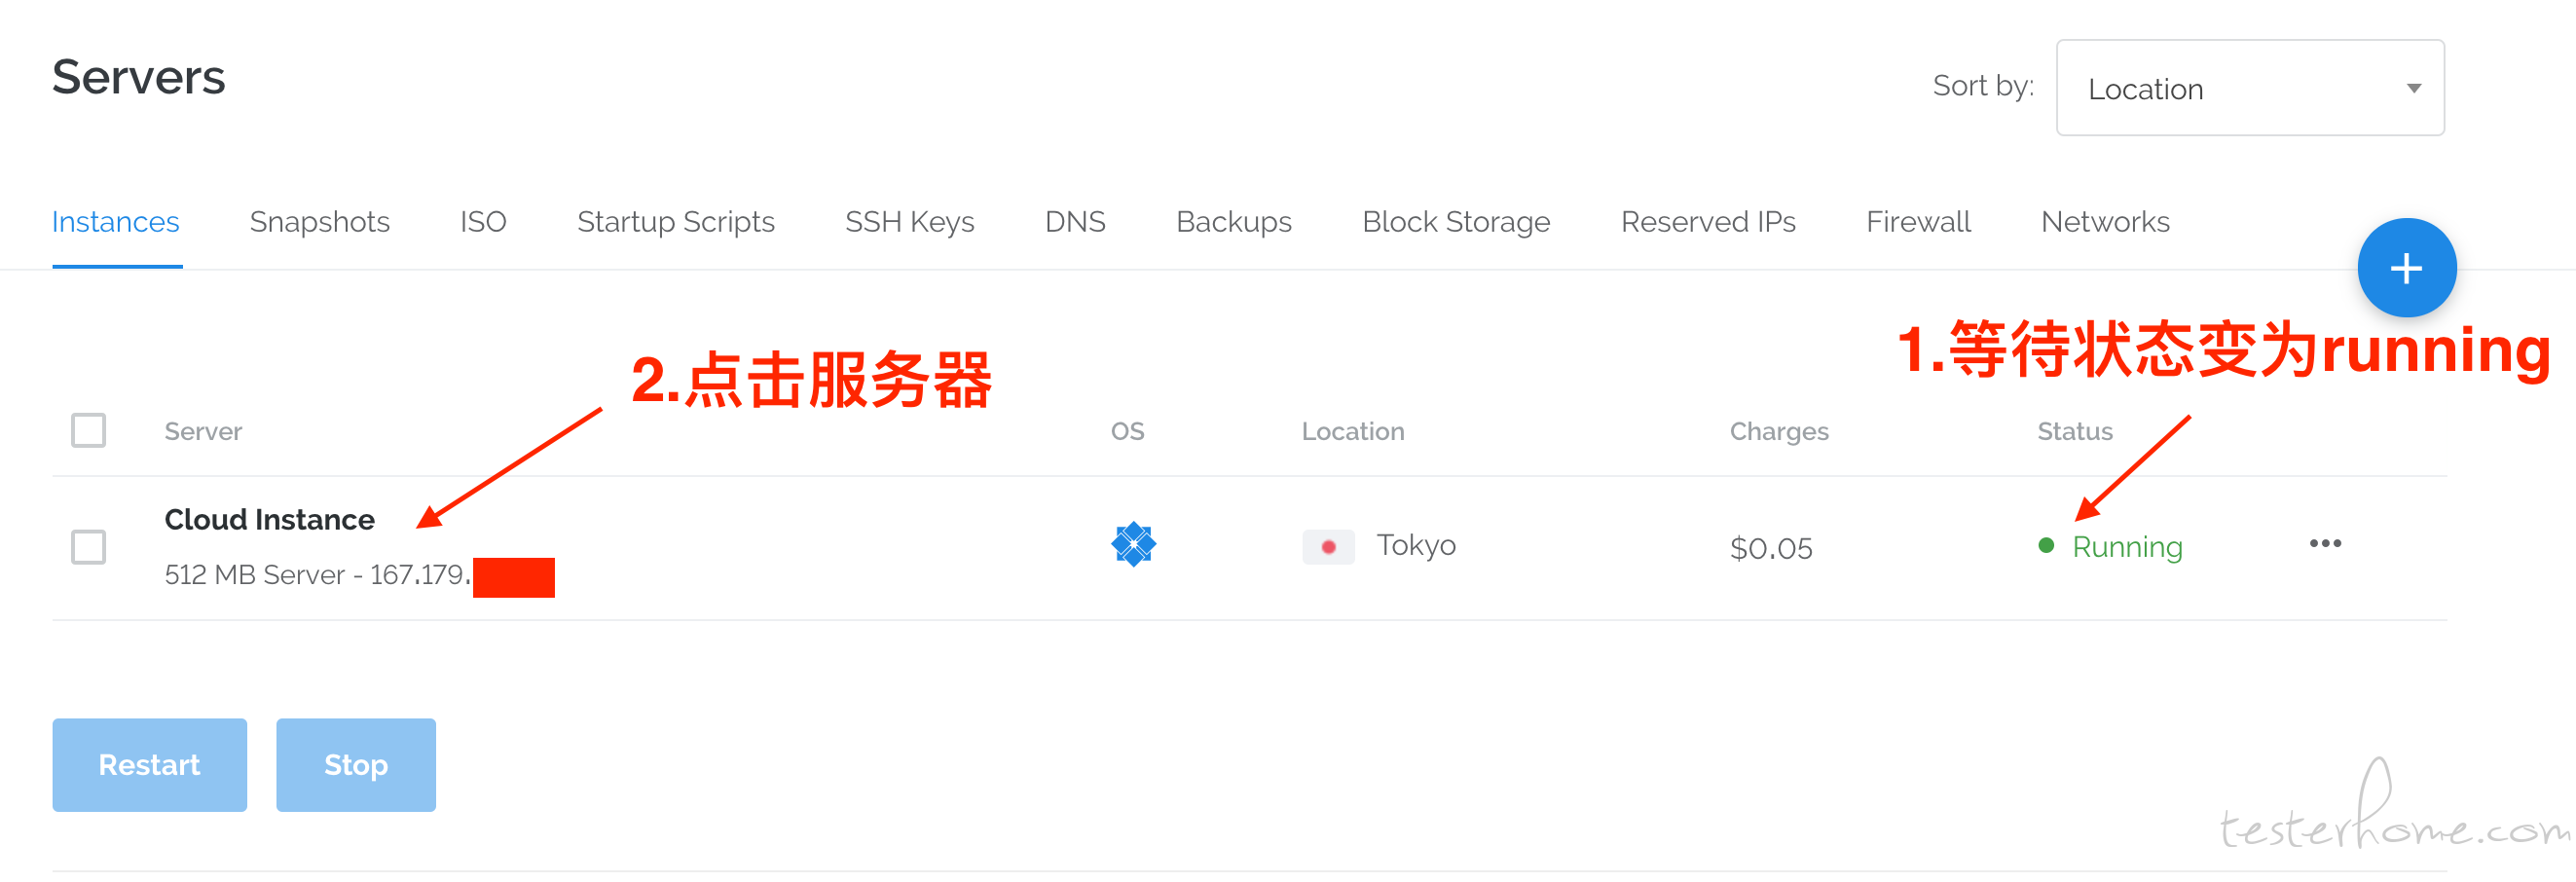 Servers
Sort by:
Location
Instances
Snapshots
ISO
Startup Scripts
SSH Keys
DNS
Backups
Block Storage
Reserved IPs
Firewall
Networks
+
1.等待状态变为running
2.点击服务器
Server
OS
Location
Charges
Status
Cloud Instance
512 MB Server - 167.179.
Tokyo
$0.05
Running
Restart
Stop
testerhome.com